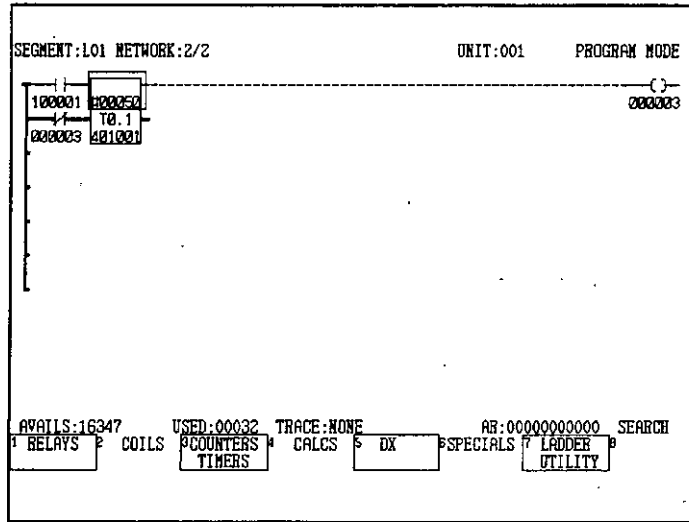 SEGMENT:L01 NETWORK:2/2 UNIT:001 PROGRAM MODE
100001 #00050 000003
T0.1
000003 401001
AVAILS:16347 USED:00032 TRACE:NONE AR:00000000000 SEARCH
1 RELAYS 2 COILS 3 COUNTERS TIMERS 4 CALCS 5 DX 6 SPECIALS 7 LADDER UTILITY 8